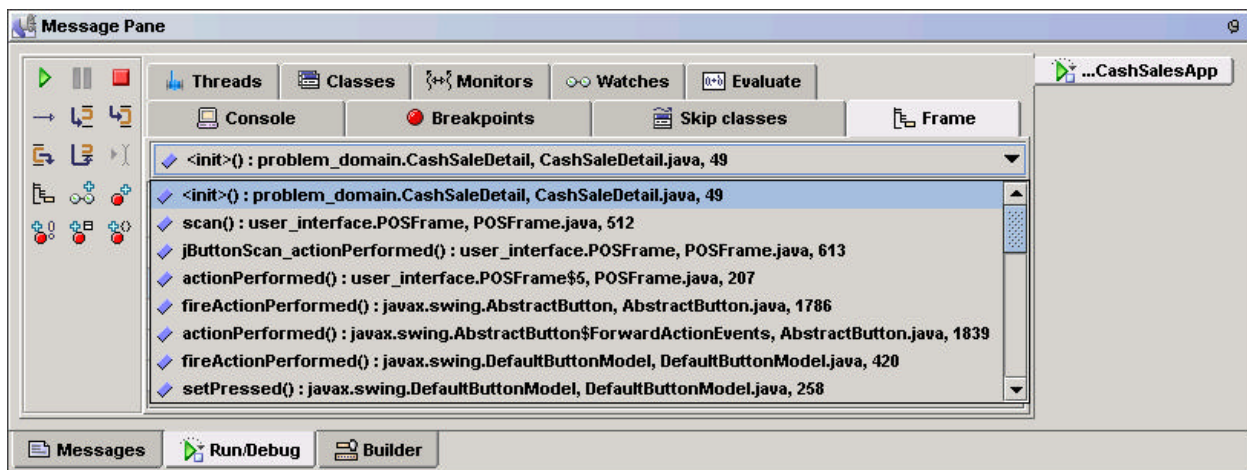 Message Pane
Threads Classes Monitors Watches Evaluate
...CashSalesApp
Console Breakpoints Skip classes Frame
<init>() : problem_domain.CashSaleDetail, CashSaleDetail.java, 49
<init>() : problem_domain.CashSaleDetail, CashSaleDetail.java, 49
scan() : user_interface.POSFrame, POSFrame.java, 512
jButtonScan_actionPerformed() : user_interface.POSFrame, POSFrame.java, 613
actionPerformed() : user_interface.POSFrame$5, POSFrame.java, 207
fireActionPerformed() : javax.swing.AbstractButton, AbstractButton.java, 1786
actionPerformed() : javax.swing.AbstractButton$ForwardActionEvents, AbstractButton.java, 1839
fireActionPerformed() : javax.swing.DefaultButtonModel, DefaultButtonModel.java, 420
setPressed() : javax.swing.DefaultButtonModel, DefaultButtonModel.java, 258
Messages Run/Debug Builder